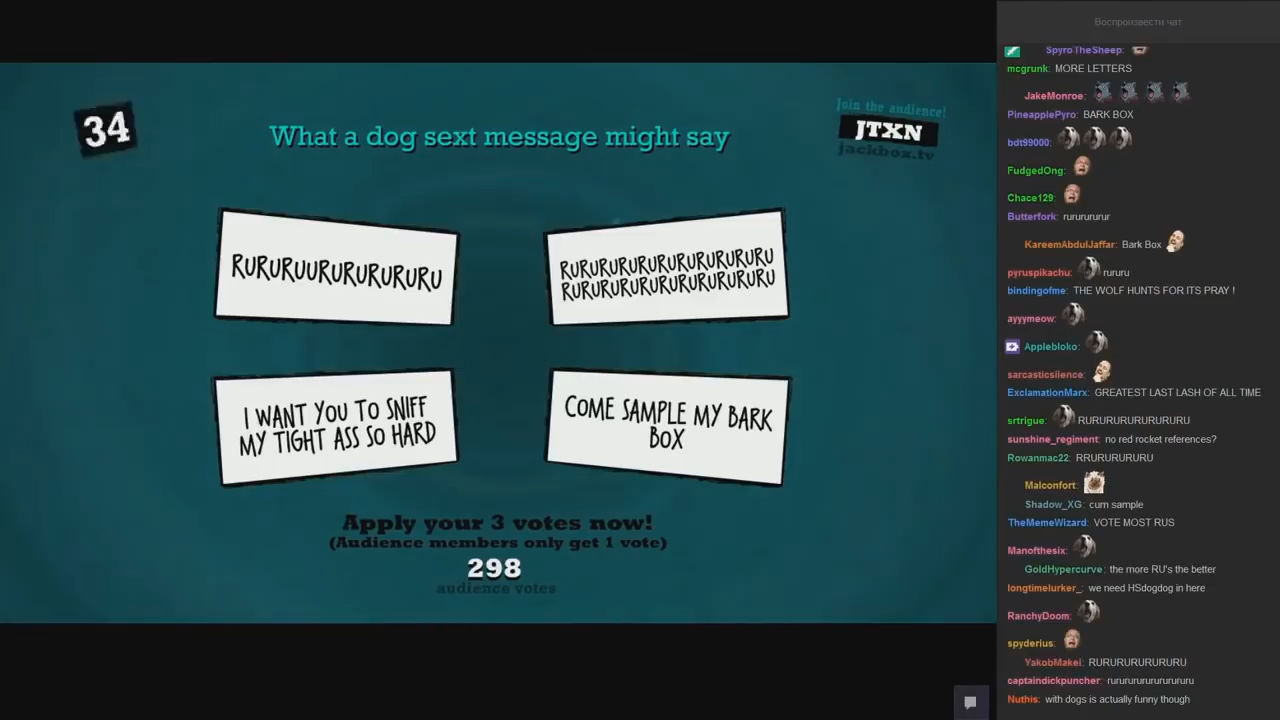 34
What a dog sext message might say
Join the audience!
JTXN
jackbox.tv
RURURUURURURURURU
RURURURURURURURURURURU
RURURURURURURURURURURU
I WANT YOU TO SNIFF
MY TIGHT ASS SO HARD
COME SAMPLE MY BARK
BOX
Apply your 3 votes now!
(Audience members only get 1 vote)
298
audience votes
Воспроизвести чат
SpyroTheSheep:
mcgrunk: MORE LETTERS
JakeMonroe:
PineapplePyro: BARK BOX
bdt99000:
FudgedOng:
Chace129:
Butterfork: rurururur
KareemAbdulJaffar: Bark Box
pyruspikachu: rururu
bindingofme: THE WOLF HUNTS FOR ITS PRAY !
ayyymeow:
Applebloko:
sarcasticsilence:
ExclamationMarx: GREATEST LAST LASH OF ALL TIME
srtrigue: RURURURURURURURU
sunshine_regiment: no red rocket references?
Rowanmac22: RRURURURURU
Malconfort:
Shadow_XG: cum sample
TheMemeWizard: VOTE MOST RUS
Manofthesix:
GoldHypercurve: the more RU's the better
longtimelurker_: we need HSdogdog in here
RanchyDoom:
spyderius:
YakobMakel: RURURURURURURU
captaindickpuncher: rurururururururururu
Nuthis: with dogs is actually funny though